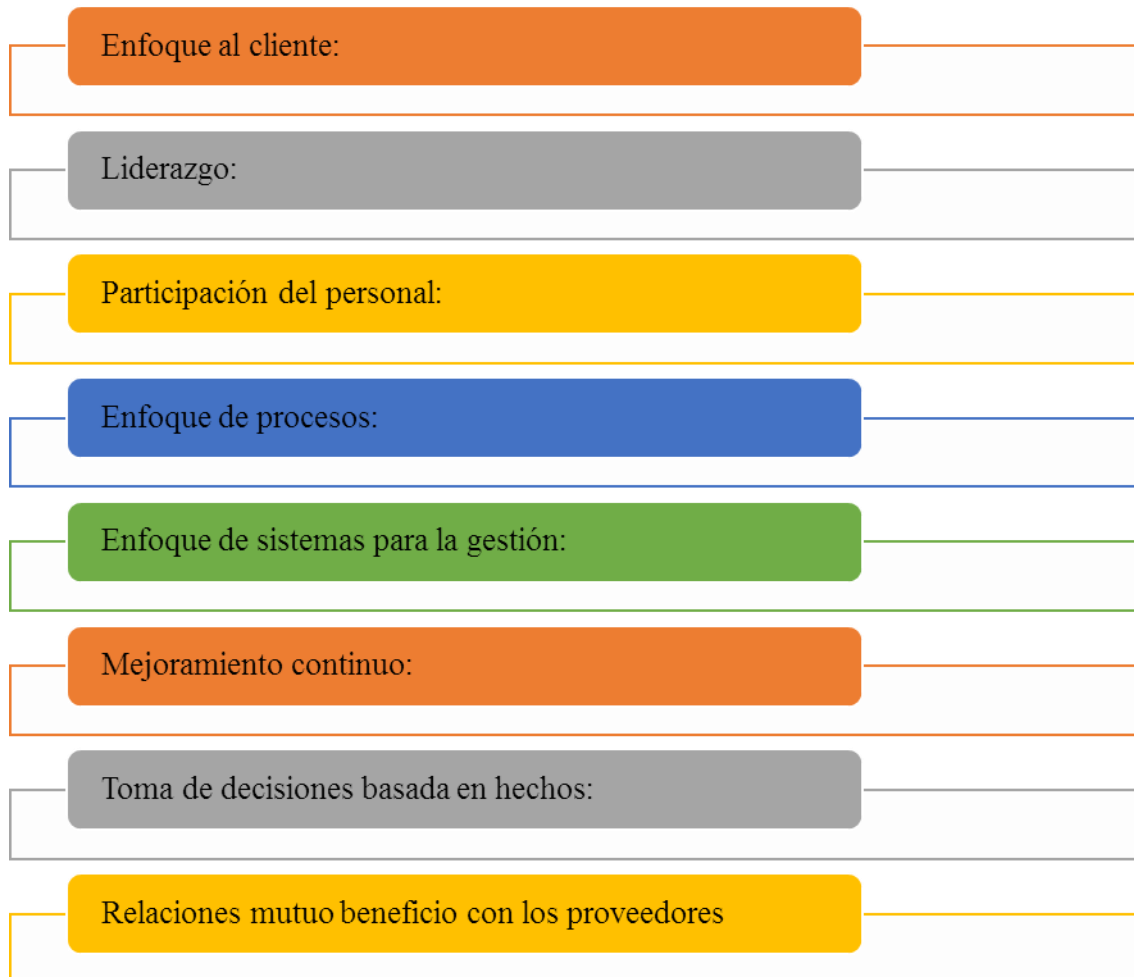 Enfoque al cliente:
Liderazgo:
Participación del personal:
Enfoque de procesos:
Enfoque de sistemas para la gestión:
Mejoramiento continuo:
Toma de decisiones basada en hechos:
Relaciones mutuo beneficio con los proveedores